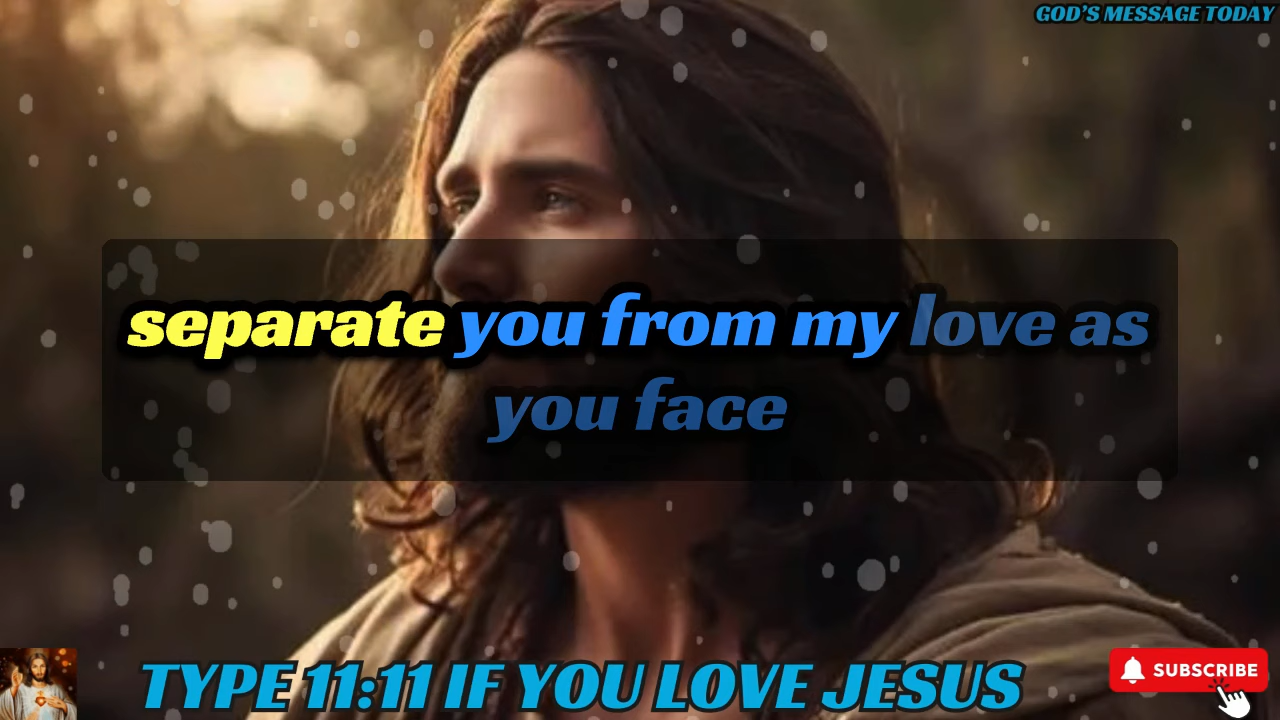 GOD'S MESSAGE TODAY
separate you from my love as
you face
TYPE 11:11 IF YOU LOVE JESUS
SUBSCRIBE